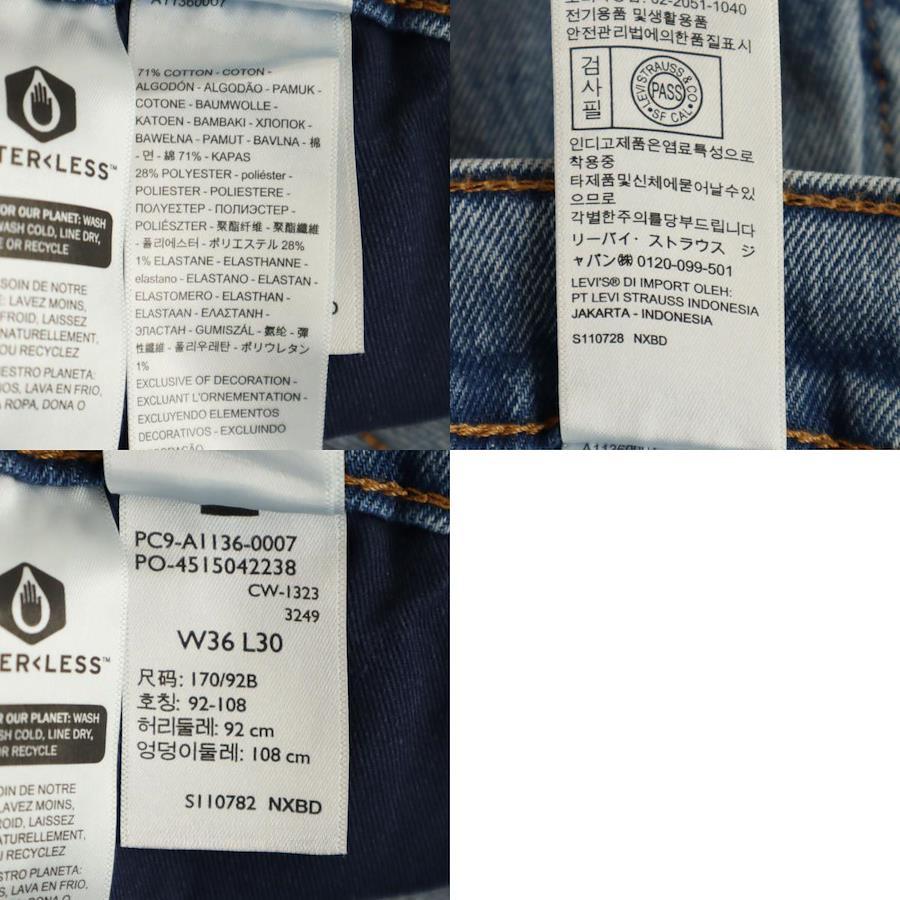 A11360007
TER<LESS™
FOR OUR PLANET: WASH
WASH COLD, LINE DRY,
OR RECYCLE
SOIN DE NOTRE
LAVEZ MOINS,
FROID, LAISSEZ
NATURELLEMENT,
OU RECYCLEZ
ESTRO PLANETA:
S, LAVA EN FRIO,
A ROPA, DONA O
71% COTTON - COTON -
ALGODÓN - ALGODÃO - PAMUK -
COTONE - BAUMWOLLE -
KATOEN - BAMBAKI - ХЛОПОК -
BAWEŁNA - PAMUT - BAVLNA - 棉
- 면 - 綿 71% - KAPAS
28% POLYESTER - poliéster -
POLIESTER - POLIESTERE -
ΠΟΛΥΕΣΤΕΡ - ПОЛИЭСТЕР -
POLIÉSZTER - 聚酯纤维 - 聚酯纖維
- 폴리에스터 - ポリエステル 28%
1% ELASTANE - ELASTHANNE -
elastano - ELASTANO - ELASTAN -
ELASTOMERO - ELASTHAN -
ELASTAAN - ΕΛΑΣΤΑΝΗ -
ЭЛАСТАН - GUMISZÁL - 氨纶 - 彈
性纖維 - 폴리우레탄 - ポリウレタン
1%
EXCLUSIVE OF DECORATION -
EXCLUANT L'ORNEMENTATION -
EXCLUYENDO ELEMENTOS
DECORATIVOS - EXCLUINDO
02-2051-1040
전기용품 및생활용품
안전관리법에의한품질표시
검사필
LEVI STRAUSS & CO
PASS
SF CAL
인디고제품은염료특성으로
착용중
타제품및신체에묻어날수있
으므로
각별한주의를당부드립니다
リーバイ・ストラウス ジ
ャパン㈱ 0120-099-501
LEVI'S® DI IMPORT OLEH:
PT LEVI STRAUSS INDONESIA
JAKARTA - INDONESIA
S110728 NXBD
TER<LESS™
OUR PLANET: WASH
SH COLD, LINE DRY,
OR RECYCLE
OIN DE NOTRE
LAVEZ MOINS,
ROID, LAISSEZ
ATURELLEMENT,
U RECYCLEZ
STRO PLANETA:
S, LAVA EN FRIO,
ROPA, DONA O
PC9-A1136-0007
PO-4515042238
CW-1323
3249
W36 L30
尺码: 170/92B
호칭: 92-108
허리둘레: 92 cm
엉덩이둘레: 108 cm
S110782 NXBD